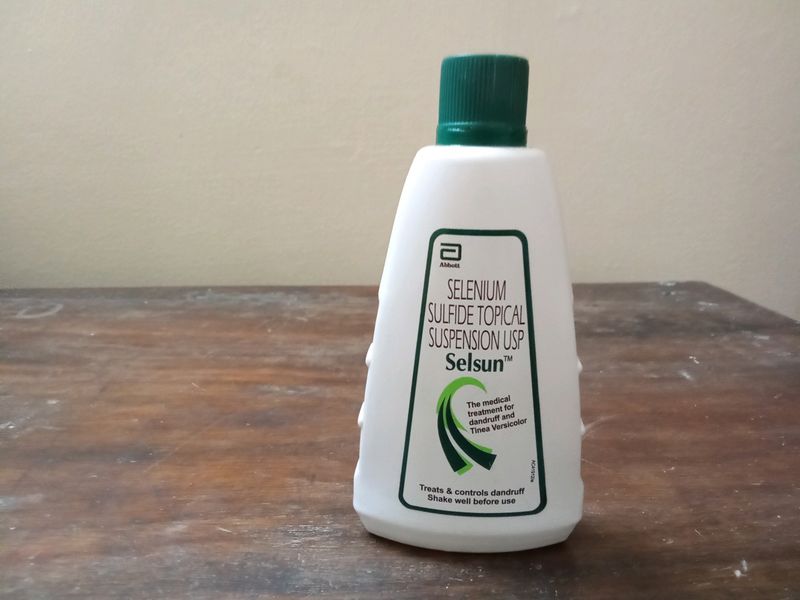 Abbott
SELENIUM
SULFIDE TOPICAL
SUSPENSION USP
Selsun™
The medical
treatment for
dandruff and
Tinea Versicolor
Treats & controls dandruff
Shake well before use